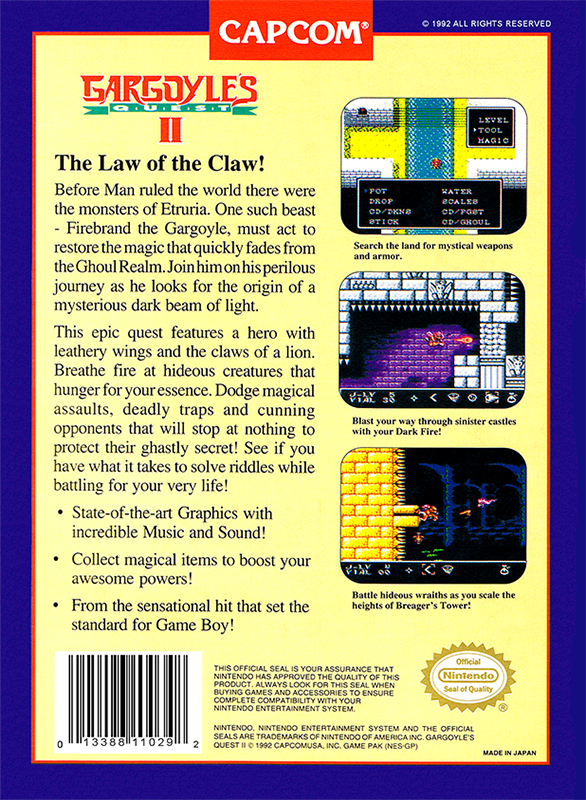 CAPCOM®
© 1992 ALL RIGHTS RESERVED
GARGOYLE'S
QUEST
II
The Law of the Claw!
Before Man ruled the world there were
the monsters of Etruria. One such beast
- Firebrand the Gargoyle, must act to
restore the magic that quickly fades from
the Ghoul Realm. Join him on his perilous
journey as he looks for the origin of a
mysterious dark beam of light.
This epic quest features a hero with
leathery wings and the claws of a lion.
Breathe fire at hideous creatures that
hunger for your essence. Dodge magical
assaults, deadly traps and cunning
opponents that will stop at nothing to
protect their ghastly secret! See if you
have what it takes to solve riddles while
battling for your very life!
• State-of-the-art Graphics with
incredible Music and Sound!
• Collect magical items to boost your
awesome powers!
• From the sensational hit that set the
standard for Game Boy!
LEVEL
TOOL
MAGIC
POT WATER
DROP SCALES
CD/DKNS CD/PGST
STICK CD/GHOUL
Search the land for mystical weapons
and armor.
J-LV 5
VIAL 35
Blast your way through sinister castles
with your Dark Fire!
J-LV
VIAL 00
Battle hideous wraiths as you scale the
heights of Breager's Tower!
0 13388 11029 2
THIS OFFICIAL SEAL IS YOUR ASSURANCE THAT
NINTENDO HAS APPROVED THE QUALITY OF THIS
PRODUCT. ALWAYS LOOK FOR THIS SEAL WHEN
BUYING GAMES AND ACCESSORIES TO ENSURE
COMPLETE COMPATIBILITY WITH YOUR
NINTENDO ENTERTAINMENT SYSTEM.
NINTENDO, NINTENDO ENTERTAINMENT SYSTEM AND THE OFFICIAL
SEALS ARE TRADEMARKS OF NINTENDO OF AMERICA INC. GARGOYLE'S
QUEST II © 1992 CAPCOMUSA, INC. GAME PAK (NES-GP)
Official
Nintendo
Seal of Quality
®
MADE IN JAPAN